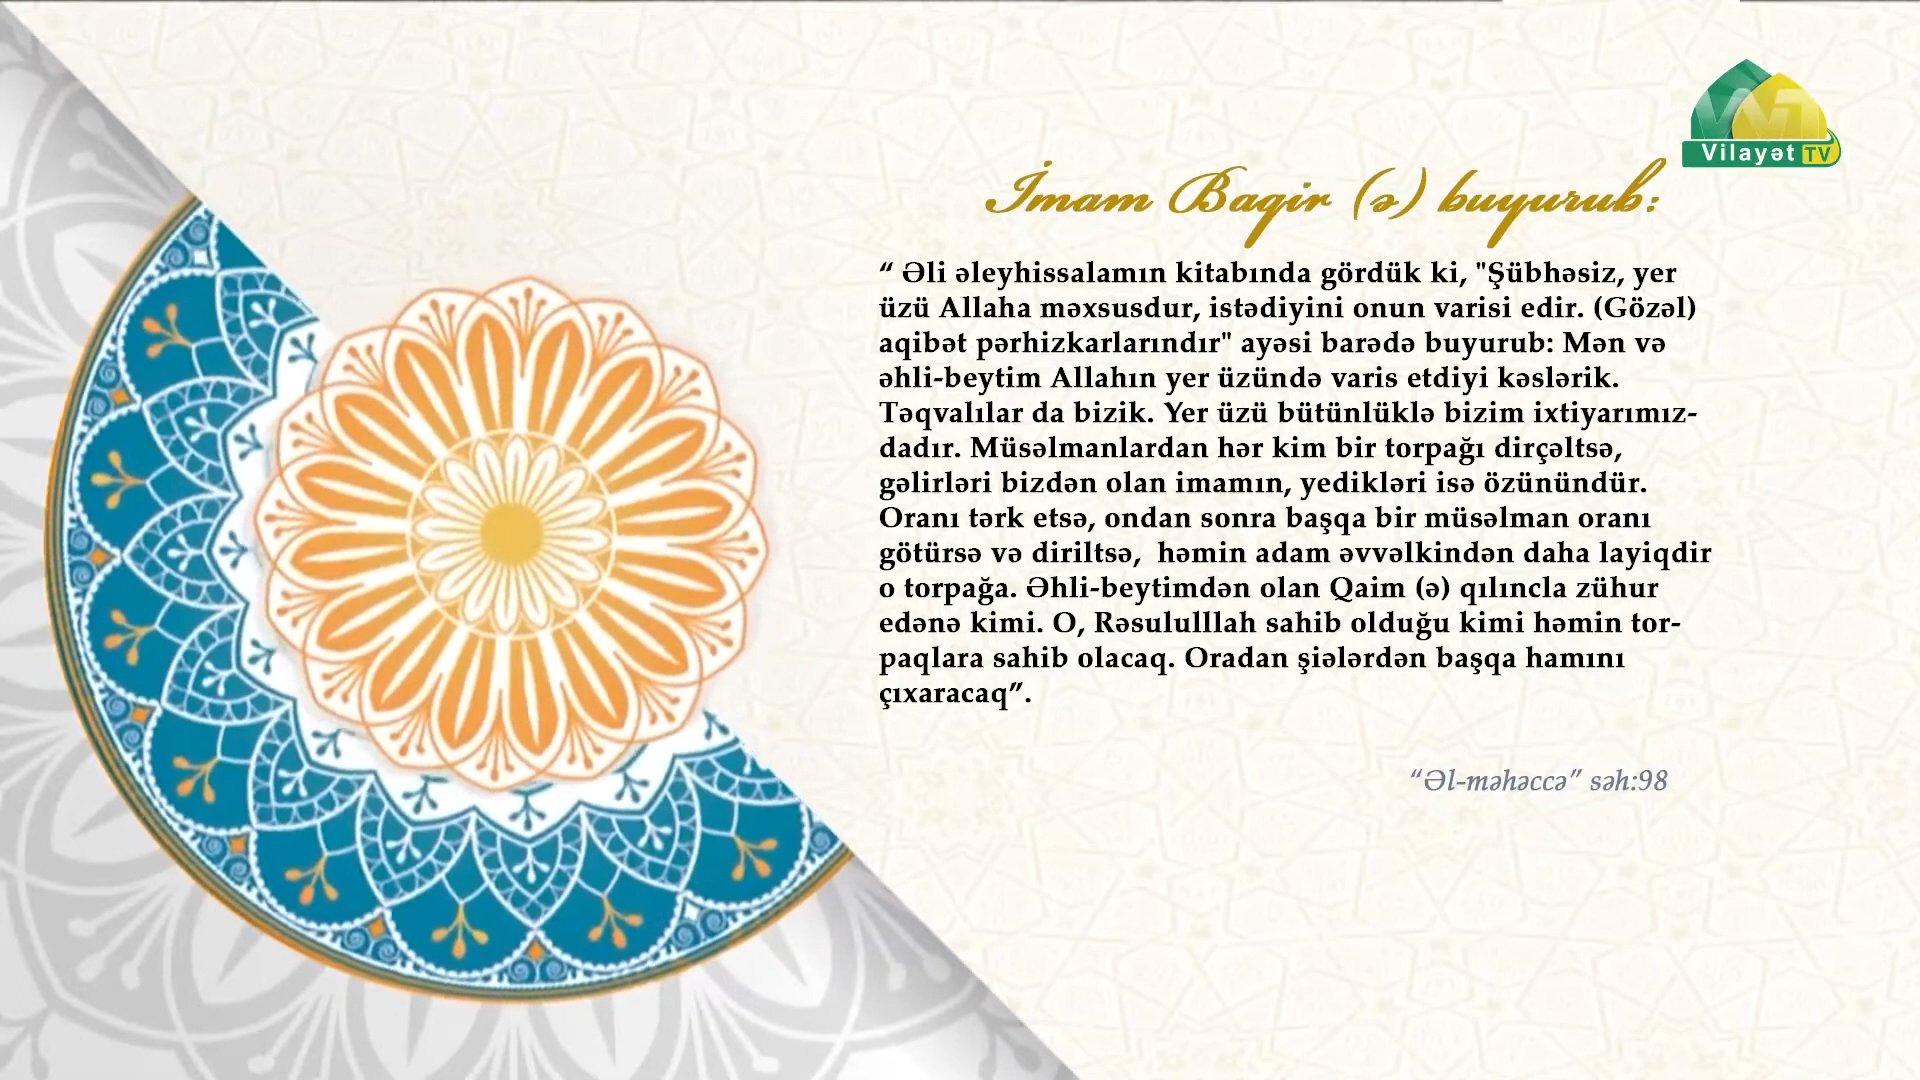 Vilayət TV
İmam Baqir (ə) buyurub:
“ Əli əleyhissalamın kitabında gördük ki, "Şübhəsiz, yer
üzü Allaha məxsusdur, istədiyini onun varisi edir. (Gözəl)
aqibət pərhizkarlarındır" ayəsi barədə buyurub: Mən və
əhli-beytim Allahın yer üzündə varis etdiyi kəslərik.
Təqvalılar da bizik. Yer üzü bütünlüklə bizim ixtiyarımız-
dadır. Müsəlmanlardan hər kim bir torpağı dirçəltsə,
gəlirləri bizdən olan imamın, yedikləri isə özünündür.
Oranı tərk etsə, ondan sonra başqa bir müsəlman oranı
götürsə və diriltsə,  həmin adam əvvəlkindən daha layiqdir
o torpağa. Əhli-beytimdən olan Qaim (ə) qılıncla zühur
edənə kimi. O, Rəsululllah sahib olduğu kimi həmin tor-
paqlara sahib olacaq. Oradan şiələrdən başqa hamını
çıxaracaq”.
“Əl-məhəccə” səh:98